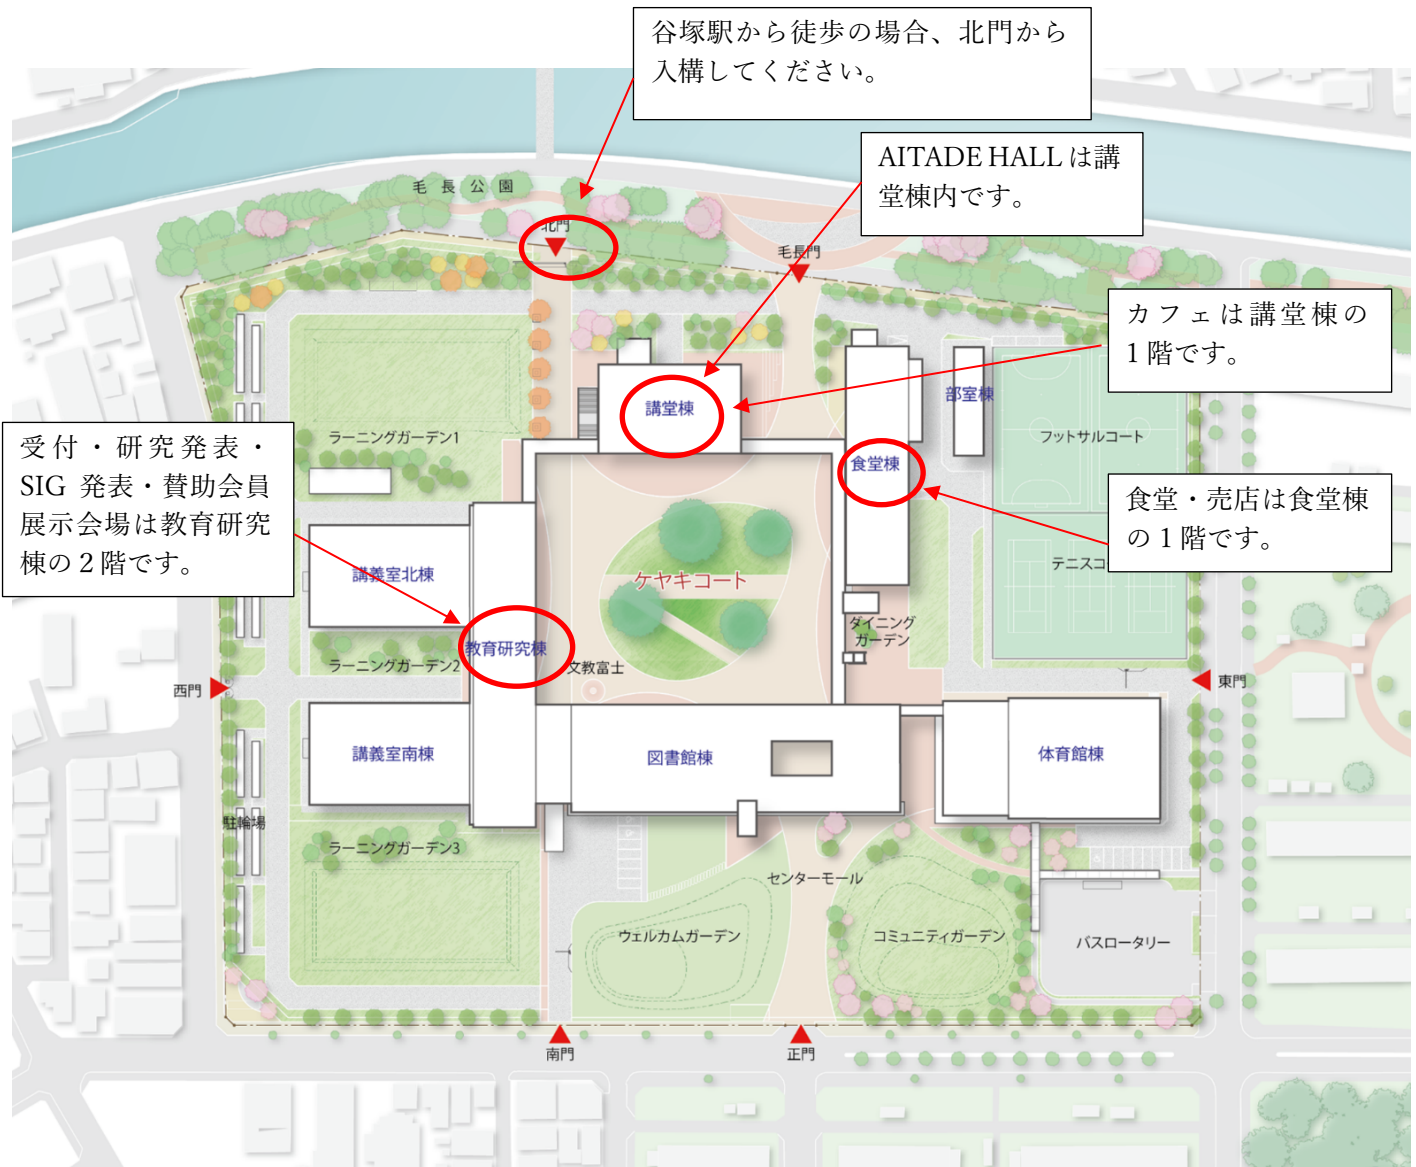 谷塚駅から徒歩の場合、北門から
入構してください。
AITADE HALLは講
堂棟内です。
毛長公園
北門
毛長門
カフェは講堂棟の
1階です。
講堂棟
部室棟
受付・研究発表・
SIG 発表・賛助会員
展示会場は教育研究
棟の2階です。
ラーニングガーデン1
フットサルコート
食堂棟
食堂・売店は食堂棟
の1階です。
テニスコ
講義室北棟
ケヤキコート
ダイニング
ガーデン
教育研究棟
ラーニングガーデン2
文教富士
西門
東門
講義室南棟
図書館棟
体育館棟
駐輪場
ラーニングガーデン3
センターモール
ウェルカムガーデン
コミュニティガーデン
バスロータリー
南門
正門